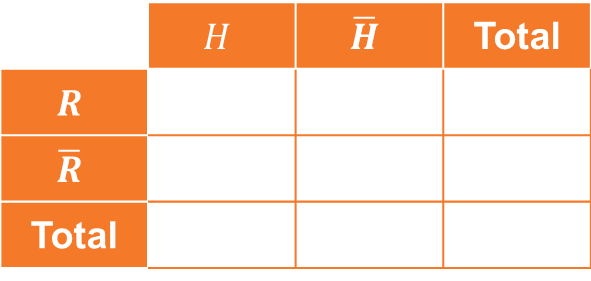 H H̅ Total
R
R̅
Total